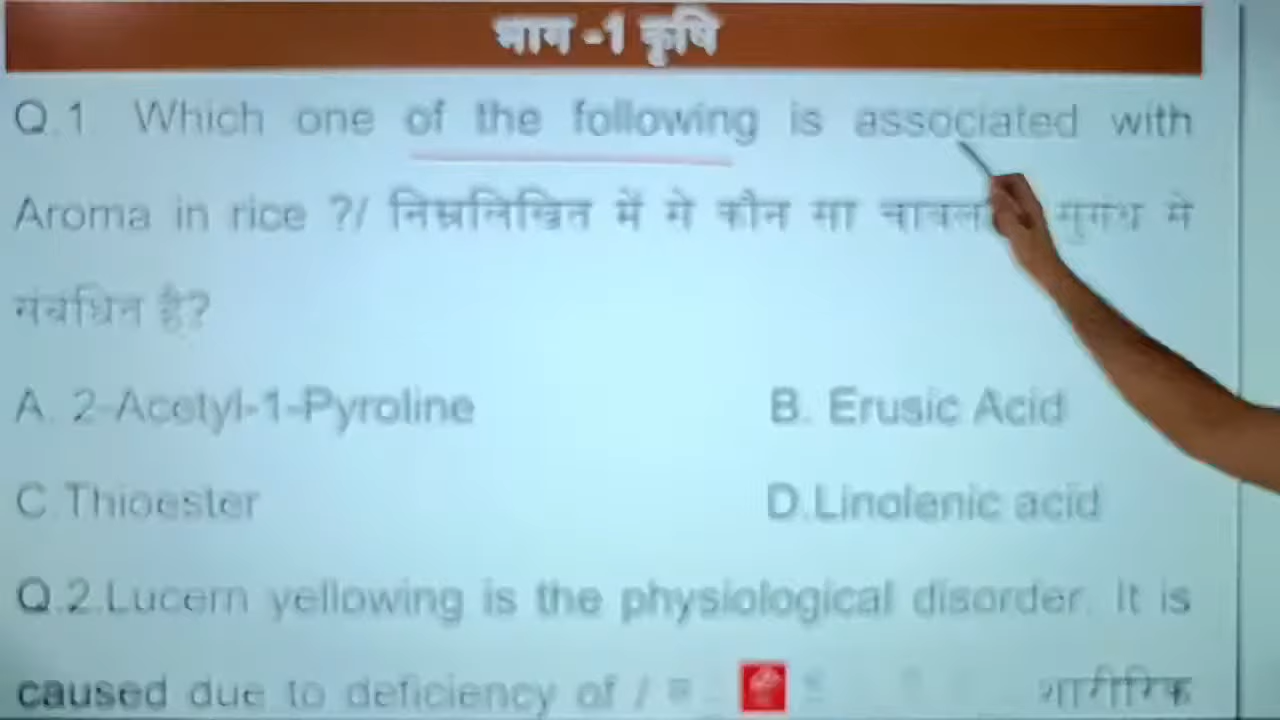 भाग -1 कृषि
Q.1 Which one of the following is associated with
Aroma in rice ?/ निम्नलिखित में से कौन सा चावल सुगंध से
संबंधित है?
A. 2-Acetyl-1-Pyroline B. Erusic Acid
C.Thioester D.Linolenic acid
Q.2.Lucern yellowing is the physiological disorder. It is
caused due to deficiency of / शारीरिक